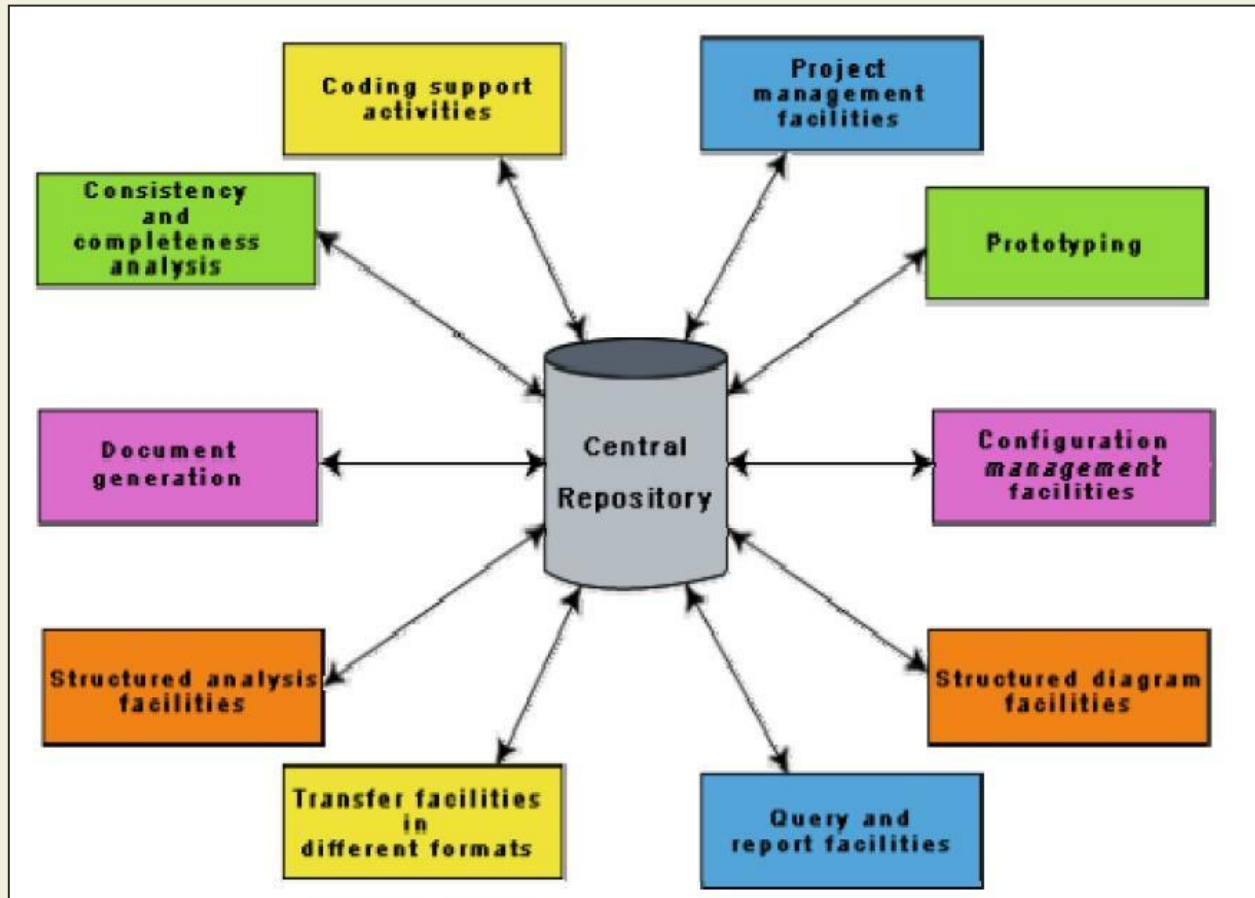 Coding support
activities
Project
management
facilities
Consistency
and
completeness
analysis
Prototyping
Document
generation
Central
Repository
Configuration
management
facilities
Structured analysis
facilities
Structured diagram
facilities
Transfer facilities
in
different formats
Query and
report facilities